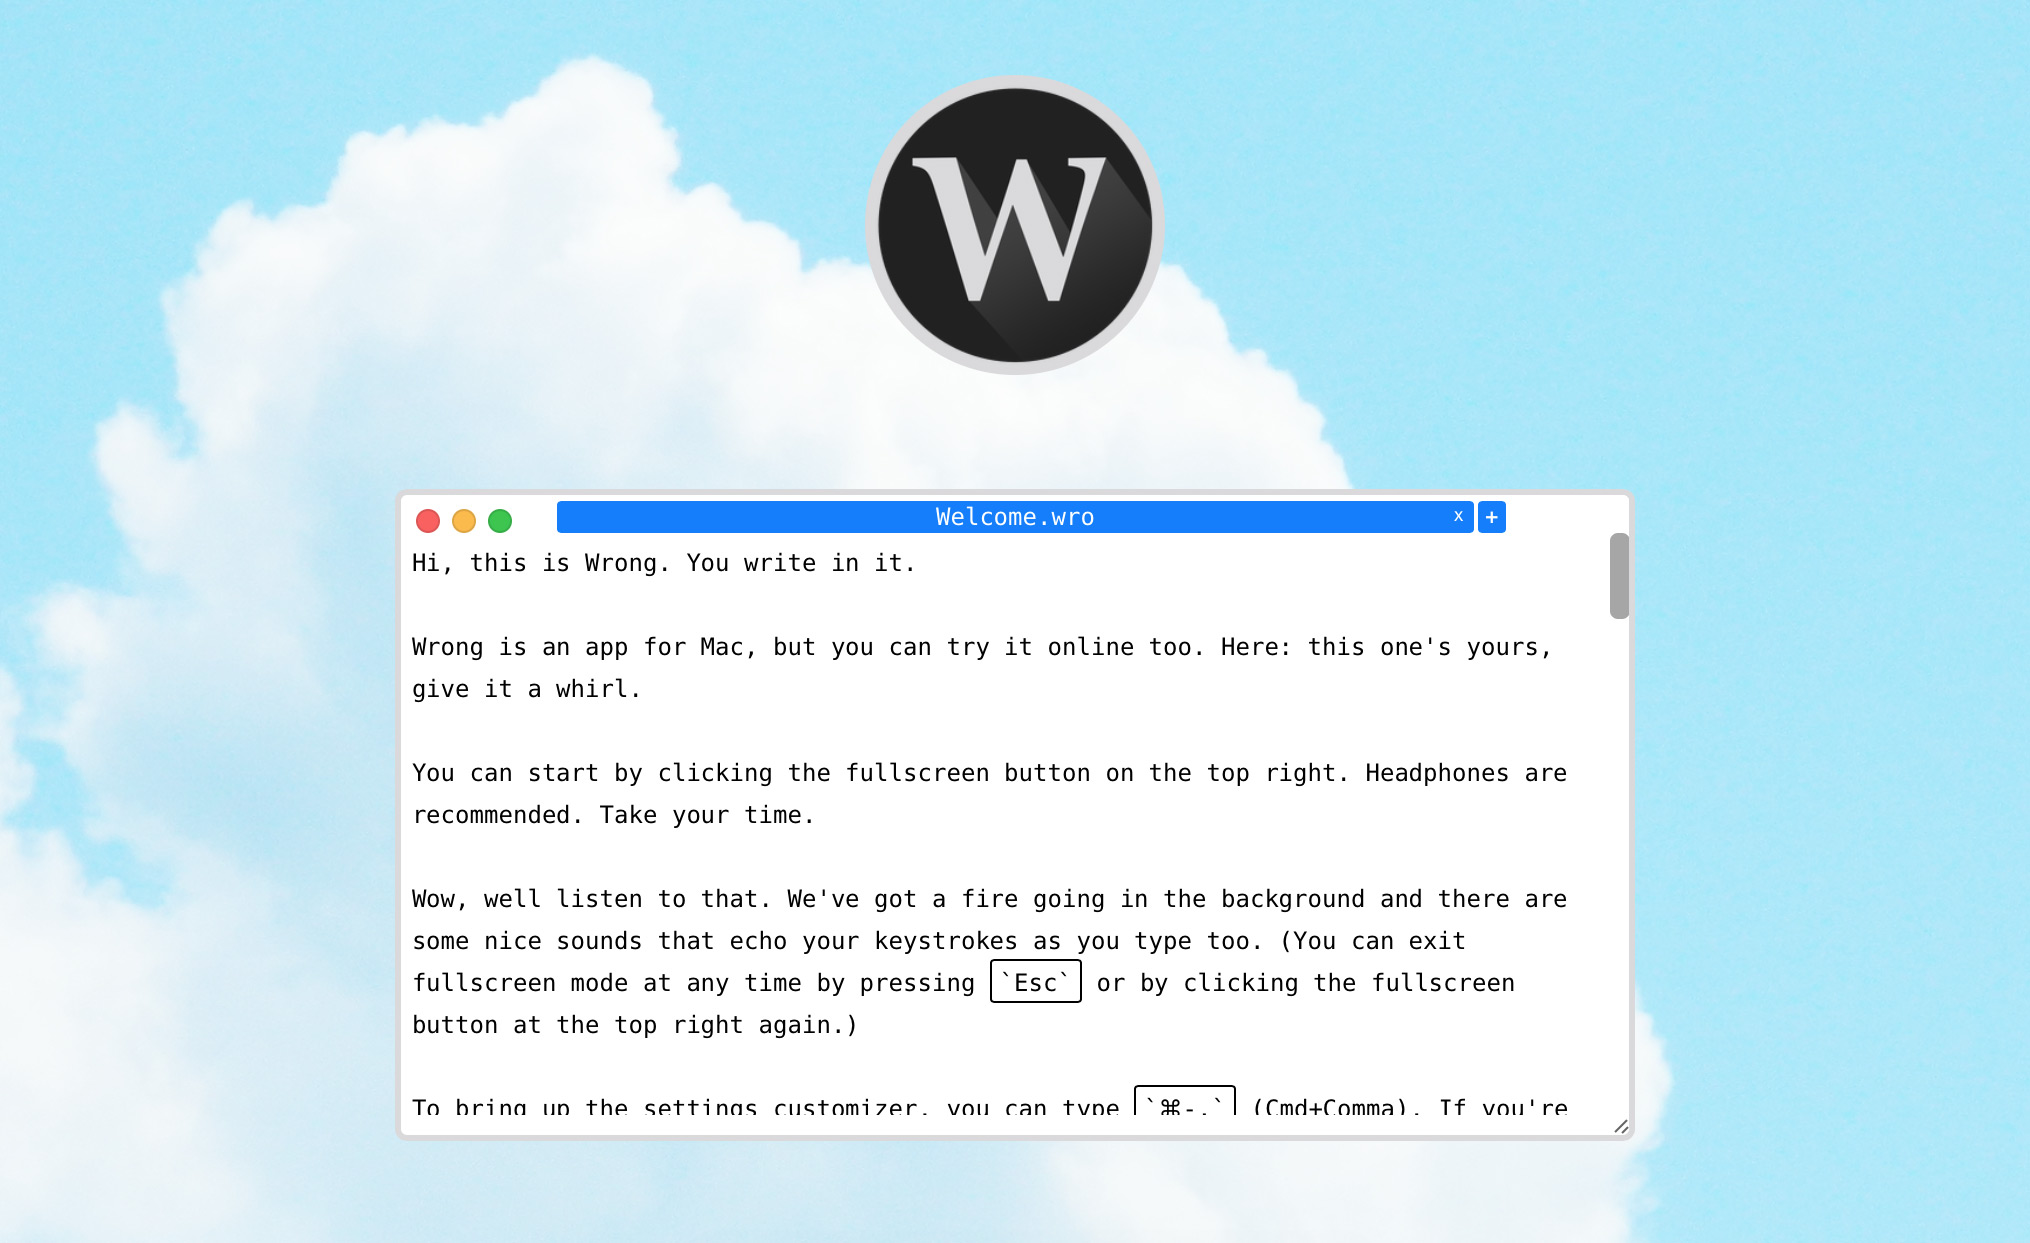 W
Welcome.wro x +
Hi, this is Wrong. You write in it.
Wrong is an app for Mac, but you can try it online too. Here: this one's yours,
give it a whirl.
You can start by clicking the fullscreen button on the top right. Headphones are
recommended. Take your time.
Wow, well listen to that. We've got a fire going in the background and there are
some nice sounds that echo your keystrokes as you type too. (You can exit
fullscreen mode at any time by pressing `Esc` or by clicking the fullscreen
button at the top right again.)
To bring up the settings customizer, you can type `⌘-,` (Cmd+Comma). If you're